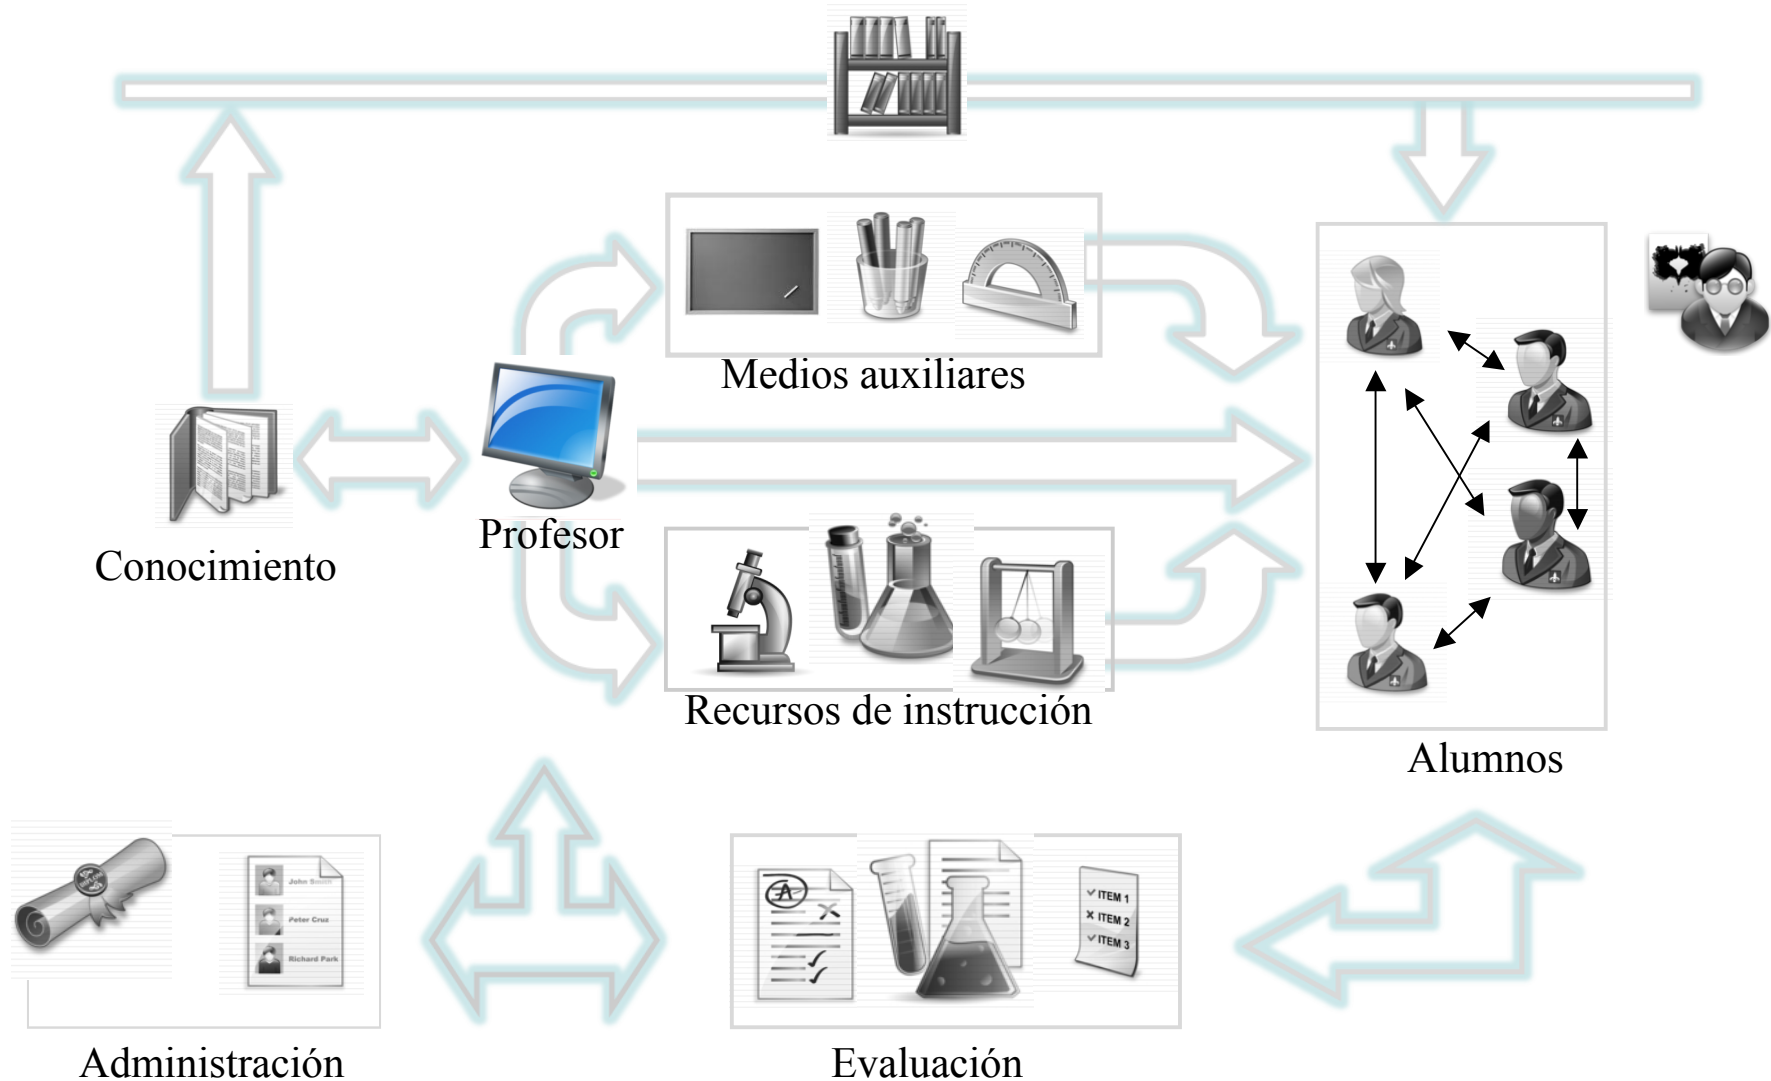 Medios auxiliares
Profesor
Conocimiento
Recursos de instrucción
Alumnos
John Smith
Peter Cruz
Richard Park
A
ITEM 1
ITEM 2
ITEM 3
Administración
Evaluación